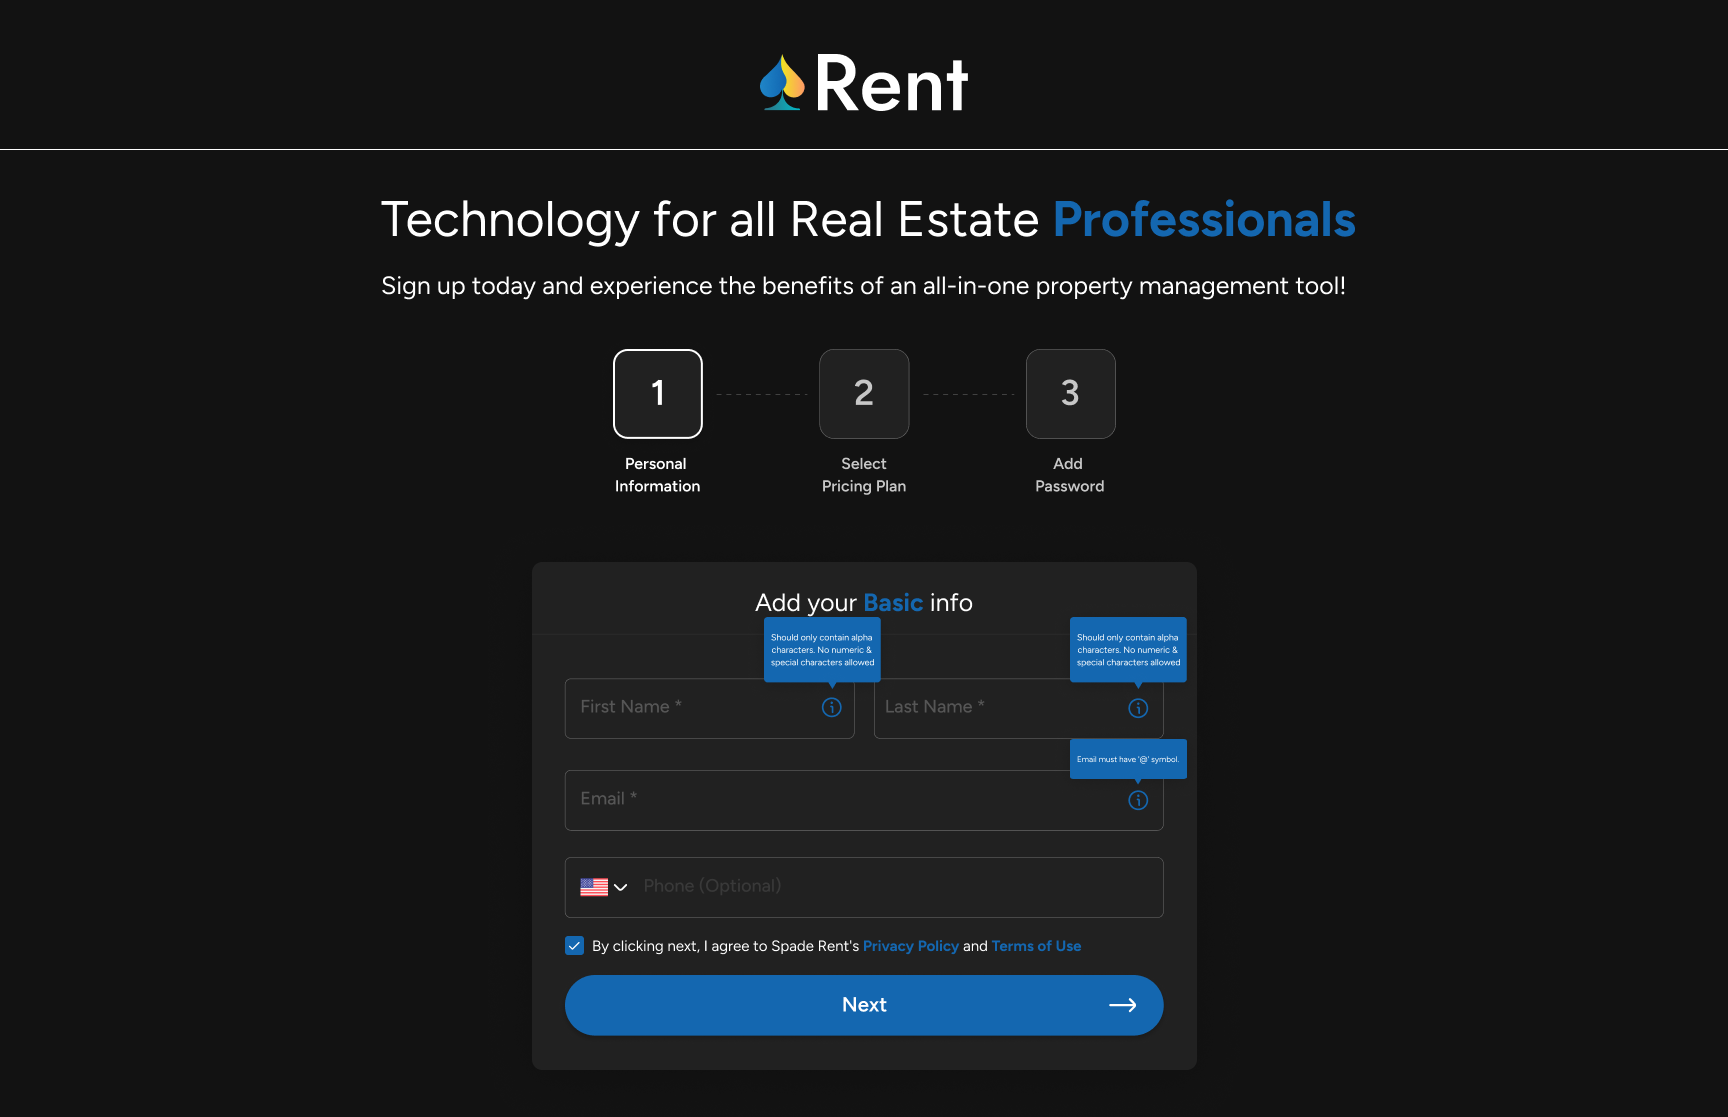 Rent
Technology for all Real Estate Professionals
Sign up today and experience the benefits of an all-in-one property management tool!
1
2
3
Personal
Information
Select
Pricing Plan
Add
Password
Add your Basic info
Should only contain alpha
characters. No numeric &
special characters allowed
Should only contain alpha
characters. No numeric &
special characters allowed
First Name *
Last Name *
Email must have '@' symbol.
Email *
Phone (Optional)
By clicking next, I agree to Spade Rent's Privacy Policy and Terms of Use
Next